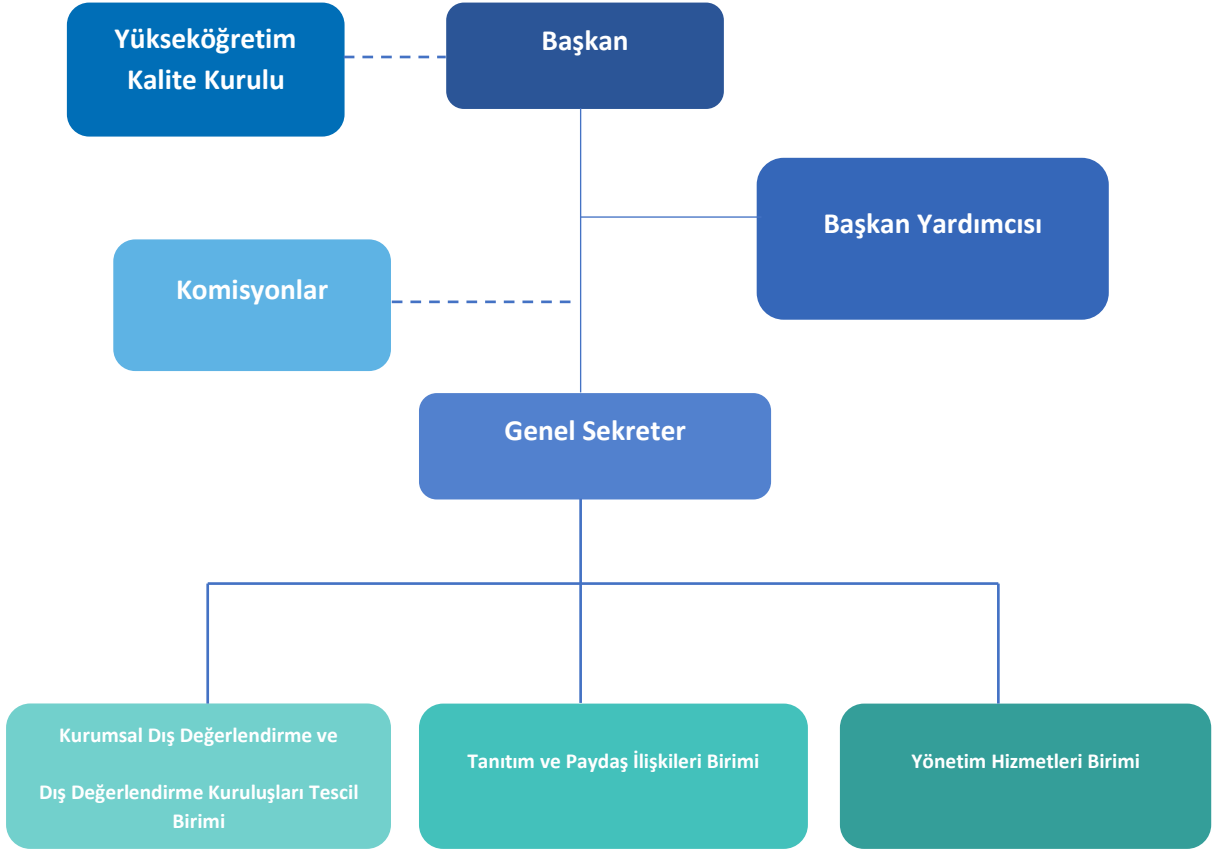 Yükseköğretim
Kalite Kurulu
Başkan
Başkan Yardımcısı
Komisyonlar
Genel Sekreter
Kurumsal Dış Değerlendirme ve
Dış Değerlendirme Kuruluşları Tescil
Birimi
Tanıtım ve Paydaş İlişkileri Birimi
Yönetim Hizmetleri Birimi